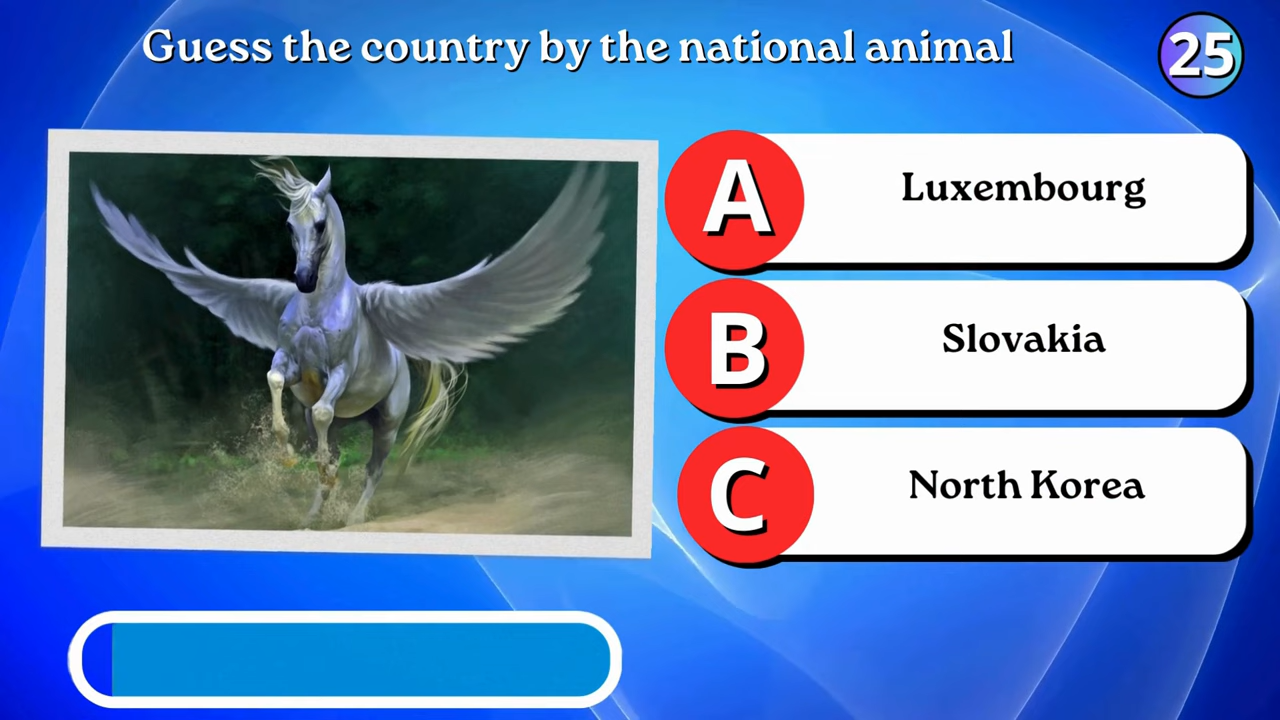 Guess the country by the national animal
25
A
Luxembourg
B
Slovakia
C
North Korea